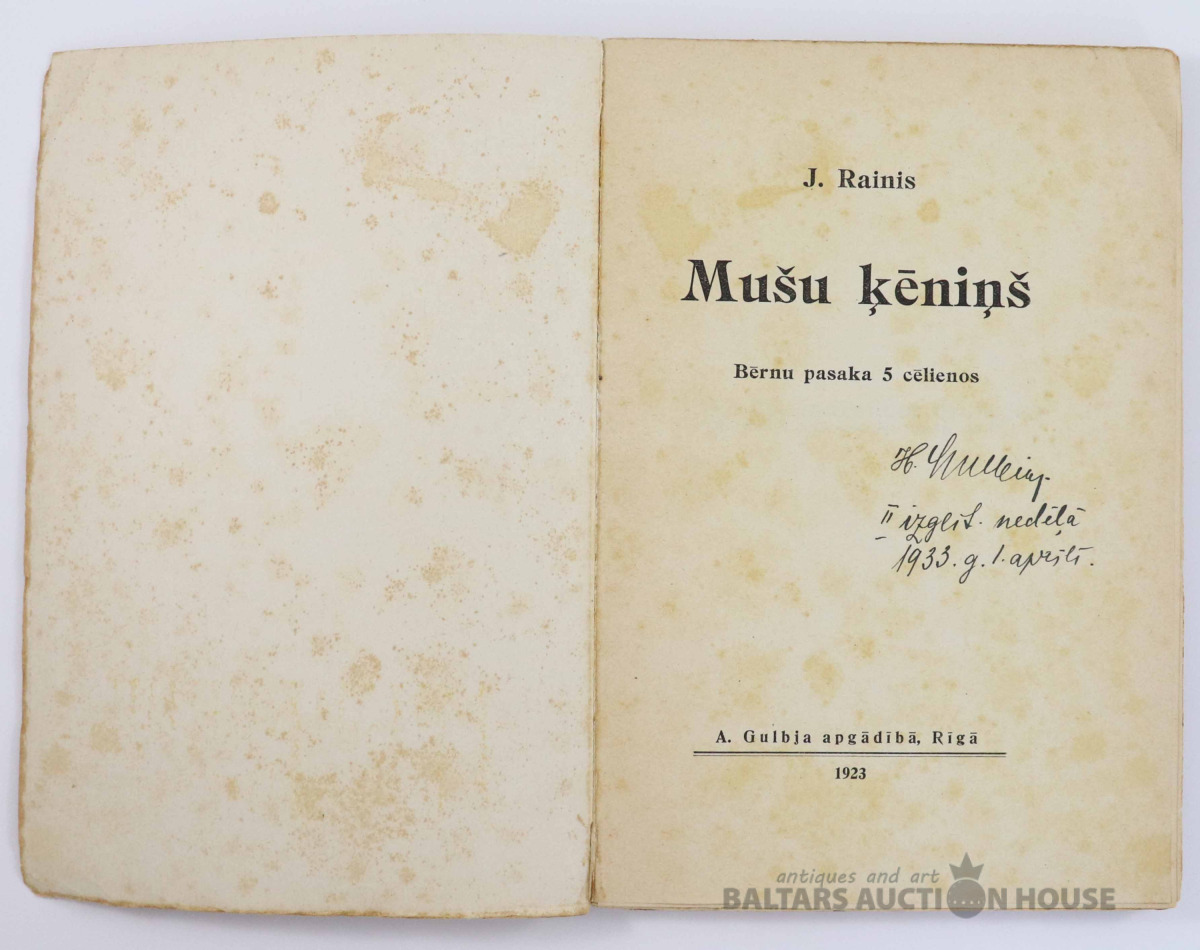 J. Rainis
Mušu ķēniņš
Bērnu pasaka 5 cēlienos
H.
II izglīt. nedēļā
1933. g. 1. aprīlī.
A. Gulbja apgādībā, Rīgā
1923
antiques and art
BALTARS AUCTION HOUSE